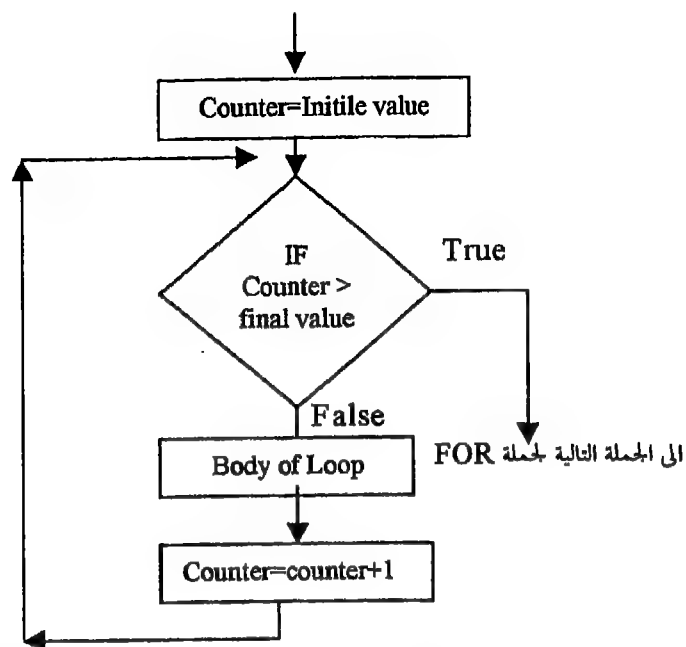 Counter=Initile value
IF
Counter >
final value
True
False
Body of Loop
الى الجملة التالية لجملة FOR
Counter=counter+1